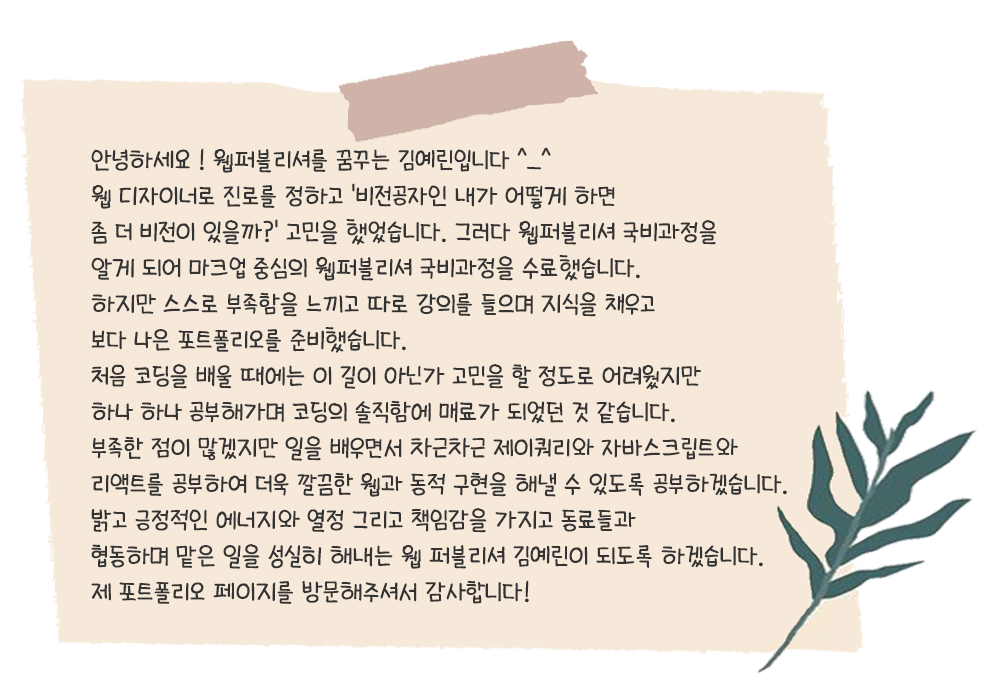 안녕하세요 ! 웹퍼블리셔를 꿈꾸는 김예린입니다 ^_^
웹 디자이너로 진로를 정하고 '비전공자인 내가 어떻게 하면
좀 더 비전이 있을까?' 고민을 했었습니다. 그러다 웹퍼블리셔 국비과정을
알게 되어 마크업 중심의 웹퍼블리셔 국비과정을 수료했습니다.
하지만 스스로 부족함을 느끼고 따로 강의를 들으며 지식을 채우고
보다 나은 포트폴리오를 준비했습니다.
처음 코딩을 배울 때에는 이 길이 아닌가 고민을 할 정도로 어려웠지만
하나 하나 공부해가며 코딩의 솔직함에 매료가 되었던 것 같습니다.
부족한 점이 많겠지만 일을 배우면서 차근차근 제이쿼리와 자바스크립트와
리액트를 공부하여 더욱 깔끔한 웹과 동적 구현을 해낼 수 있도록 공부하겠습니다.
밝고 긍정적인 에너지와 열정 그리고 책임감을 가지고 동료들과
협동하며 맡은 일을 성실히 해내는 웹 퍼블리셔 김예린이 되도록 하겠습니다.
제 포트폴리오 페이지를 방문해주셔서 감사합니다!